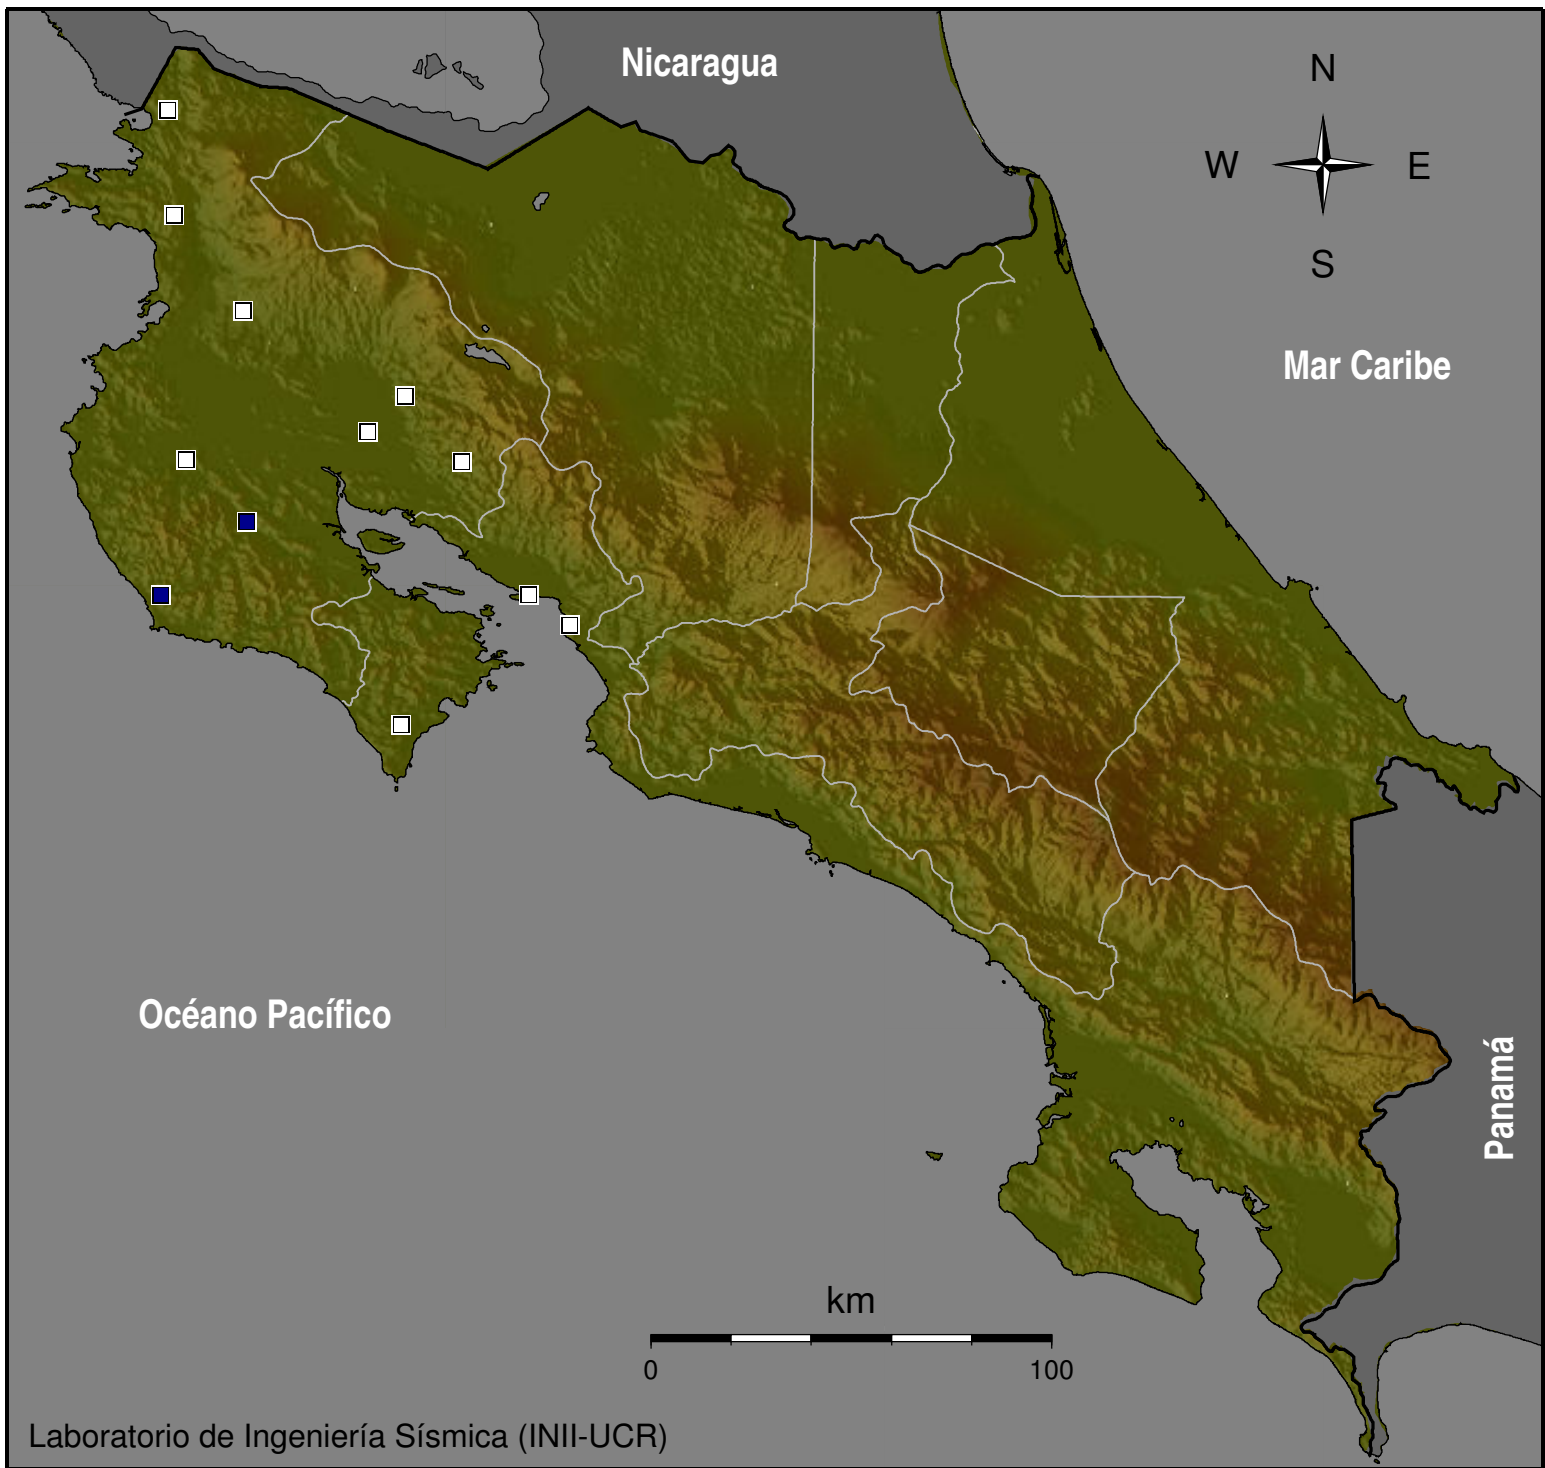 Nicaragua
N
W E
S
Mar Caribe
Océano Pacífico
Panamá
km
0 100
Laboratorio de Ingeniería Sísmica (INII-UCR)